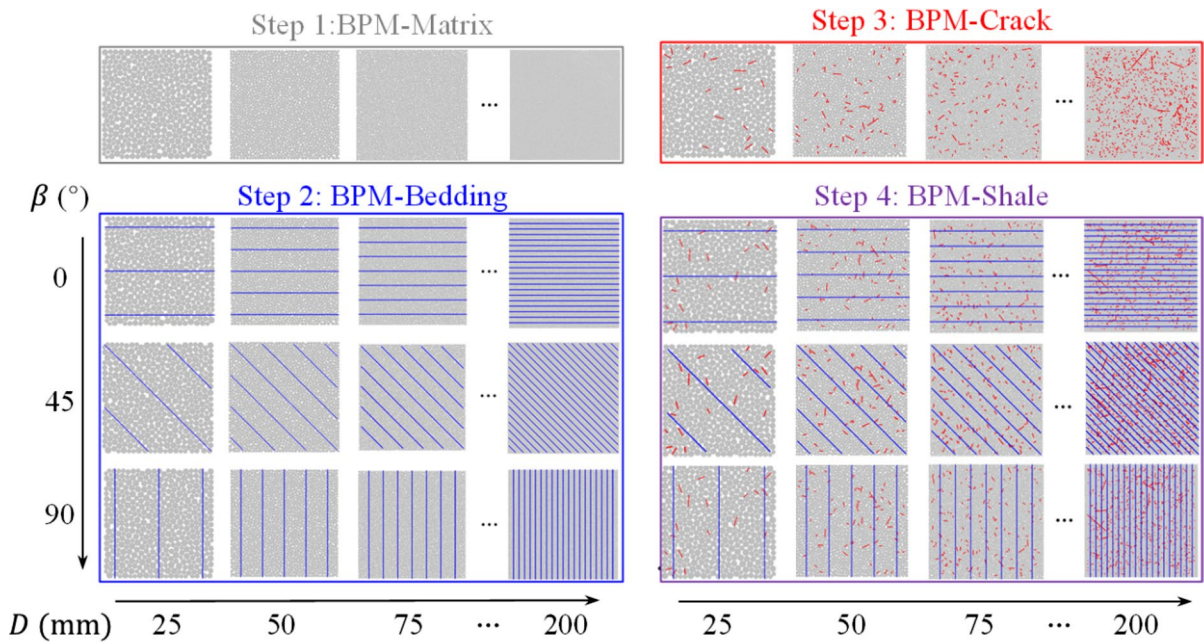 Step 1:BPM-Matrix
...
Step 3: BPM-Crack
...
β (°)
Step 2: BPM-Bedding
0
...
45
...
90
...
Step 4: BPM-Shale
...
...
...
D (mm) 25 50 75 ... 200
25 50 75 ... 200